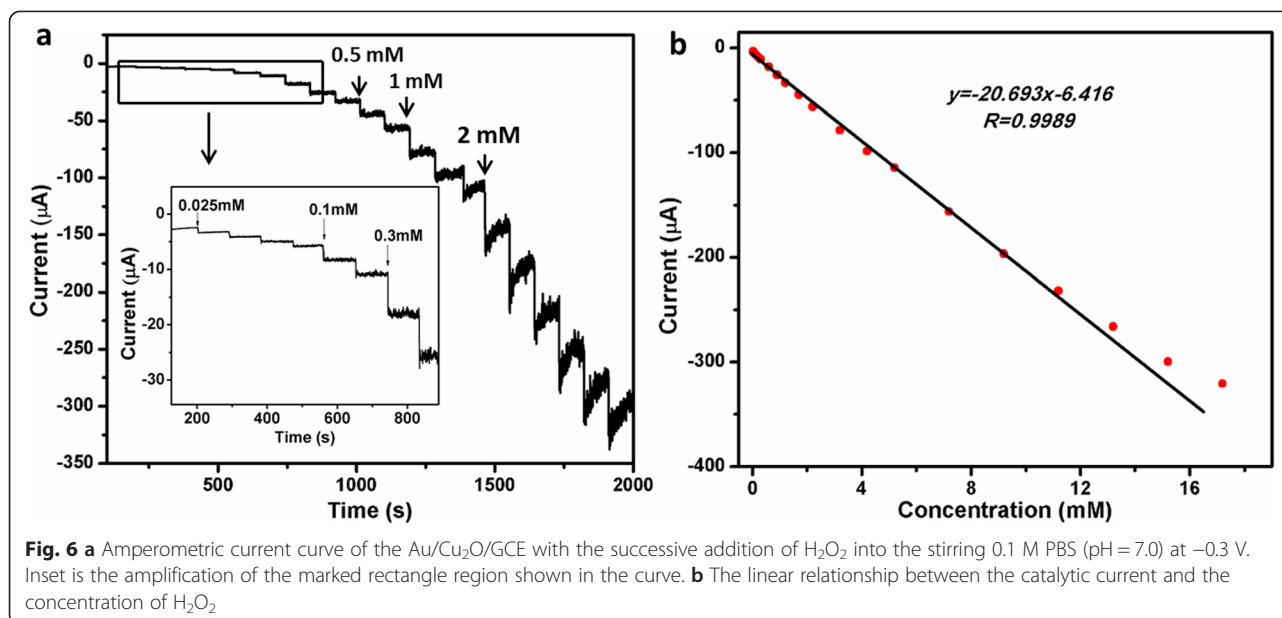 a
0
-50
-100
-150
-200
-250
-300
-350
Current (µA)
0.5 mM
1 mM
2 mM
0
-10
-20
-30
Current (µA)
0.025mM
0.1mM
0.3mM
200 400 600 800
Time (s)
500 1000 1500 2000
Time (s)
b
0
-100
-200
-300
-400
Current (µA)
y=-20.693x-6.416
R=0.9989
0 4 8 12 16
Concentration (mM)
Fig. 6 a Amperometric current curve of the Au/Cu₂O/GCE with the successive addition of H₂O₂ into the stirring 0.1 M PBS (pH = 7.0) at −0.3 V.
Inset is the amplification of the marked rectangle region shown in the curve. b The linear relationship between the catalytic current and the
concentration of H₂O₂